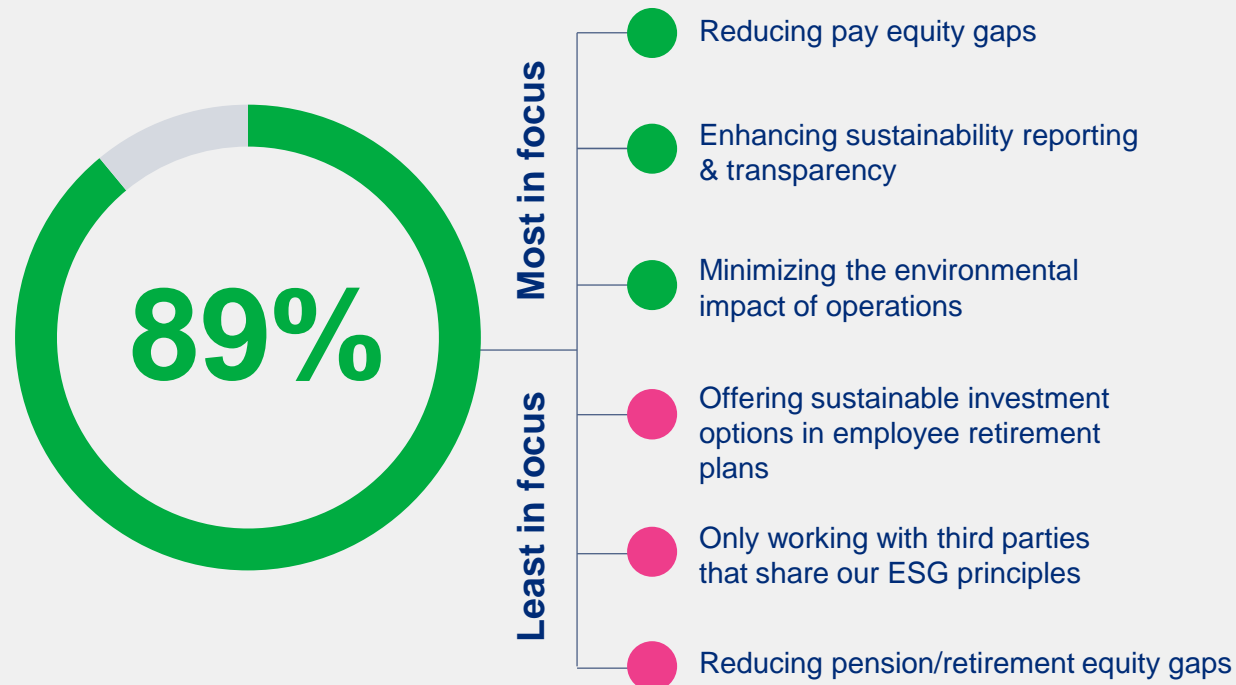 89%
Most in focus
Reducing pay equity gaps
Enhancing sustainability reporting
& transparency
Minimizing the environmental
impact of operations
Least in focus
Offering sustainable investment
options in employee retirement
plans
Only working with third parties
that share our ESG principles
Reducing pension/retirement equity gaps